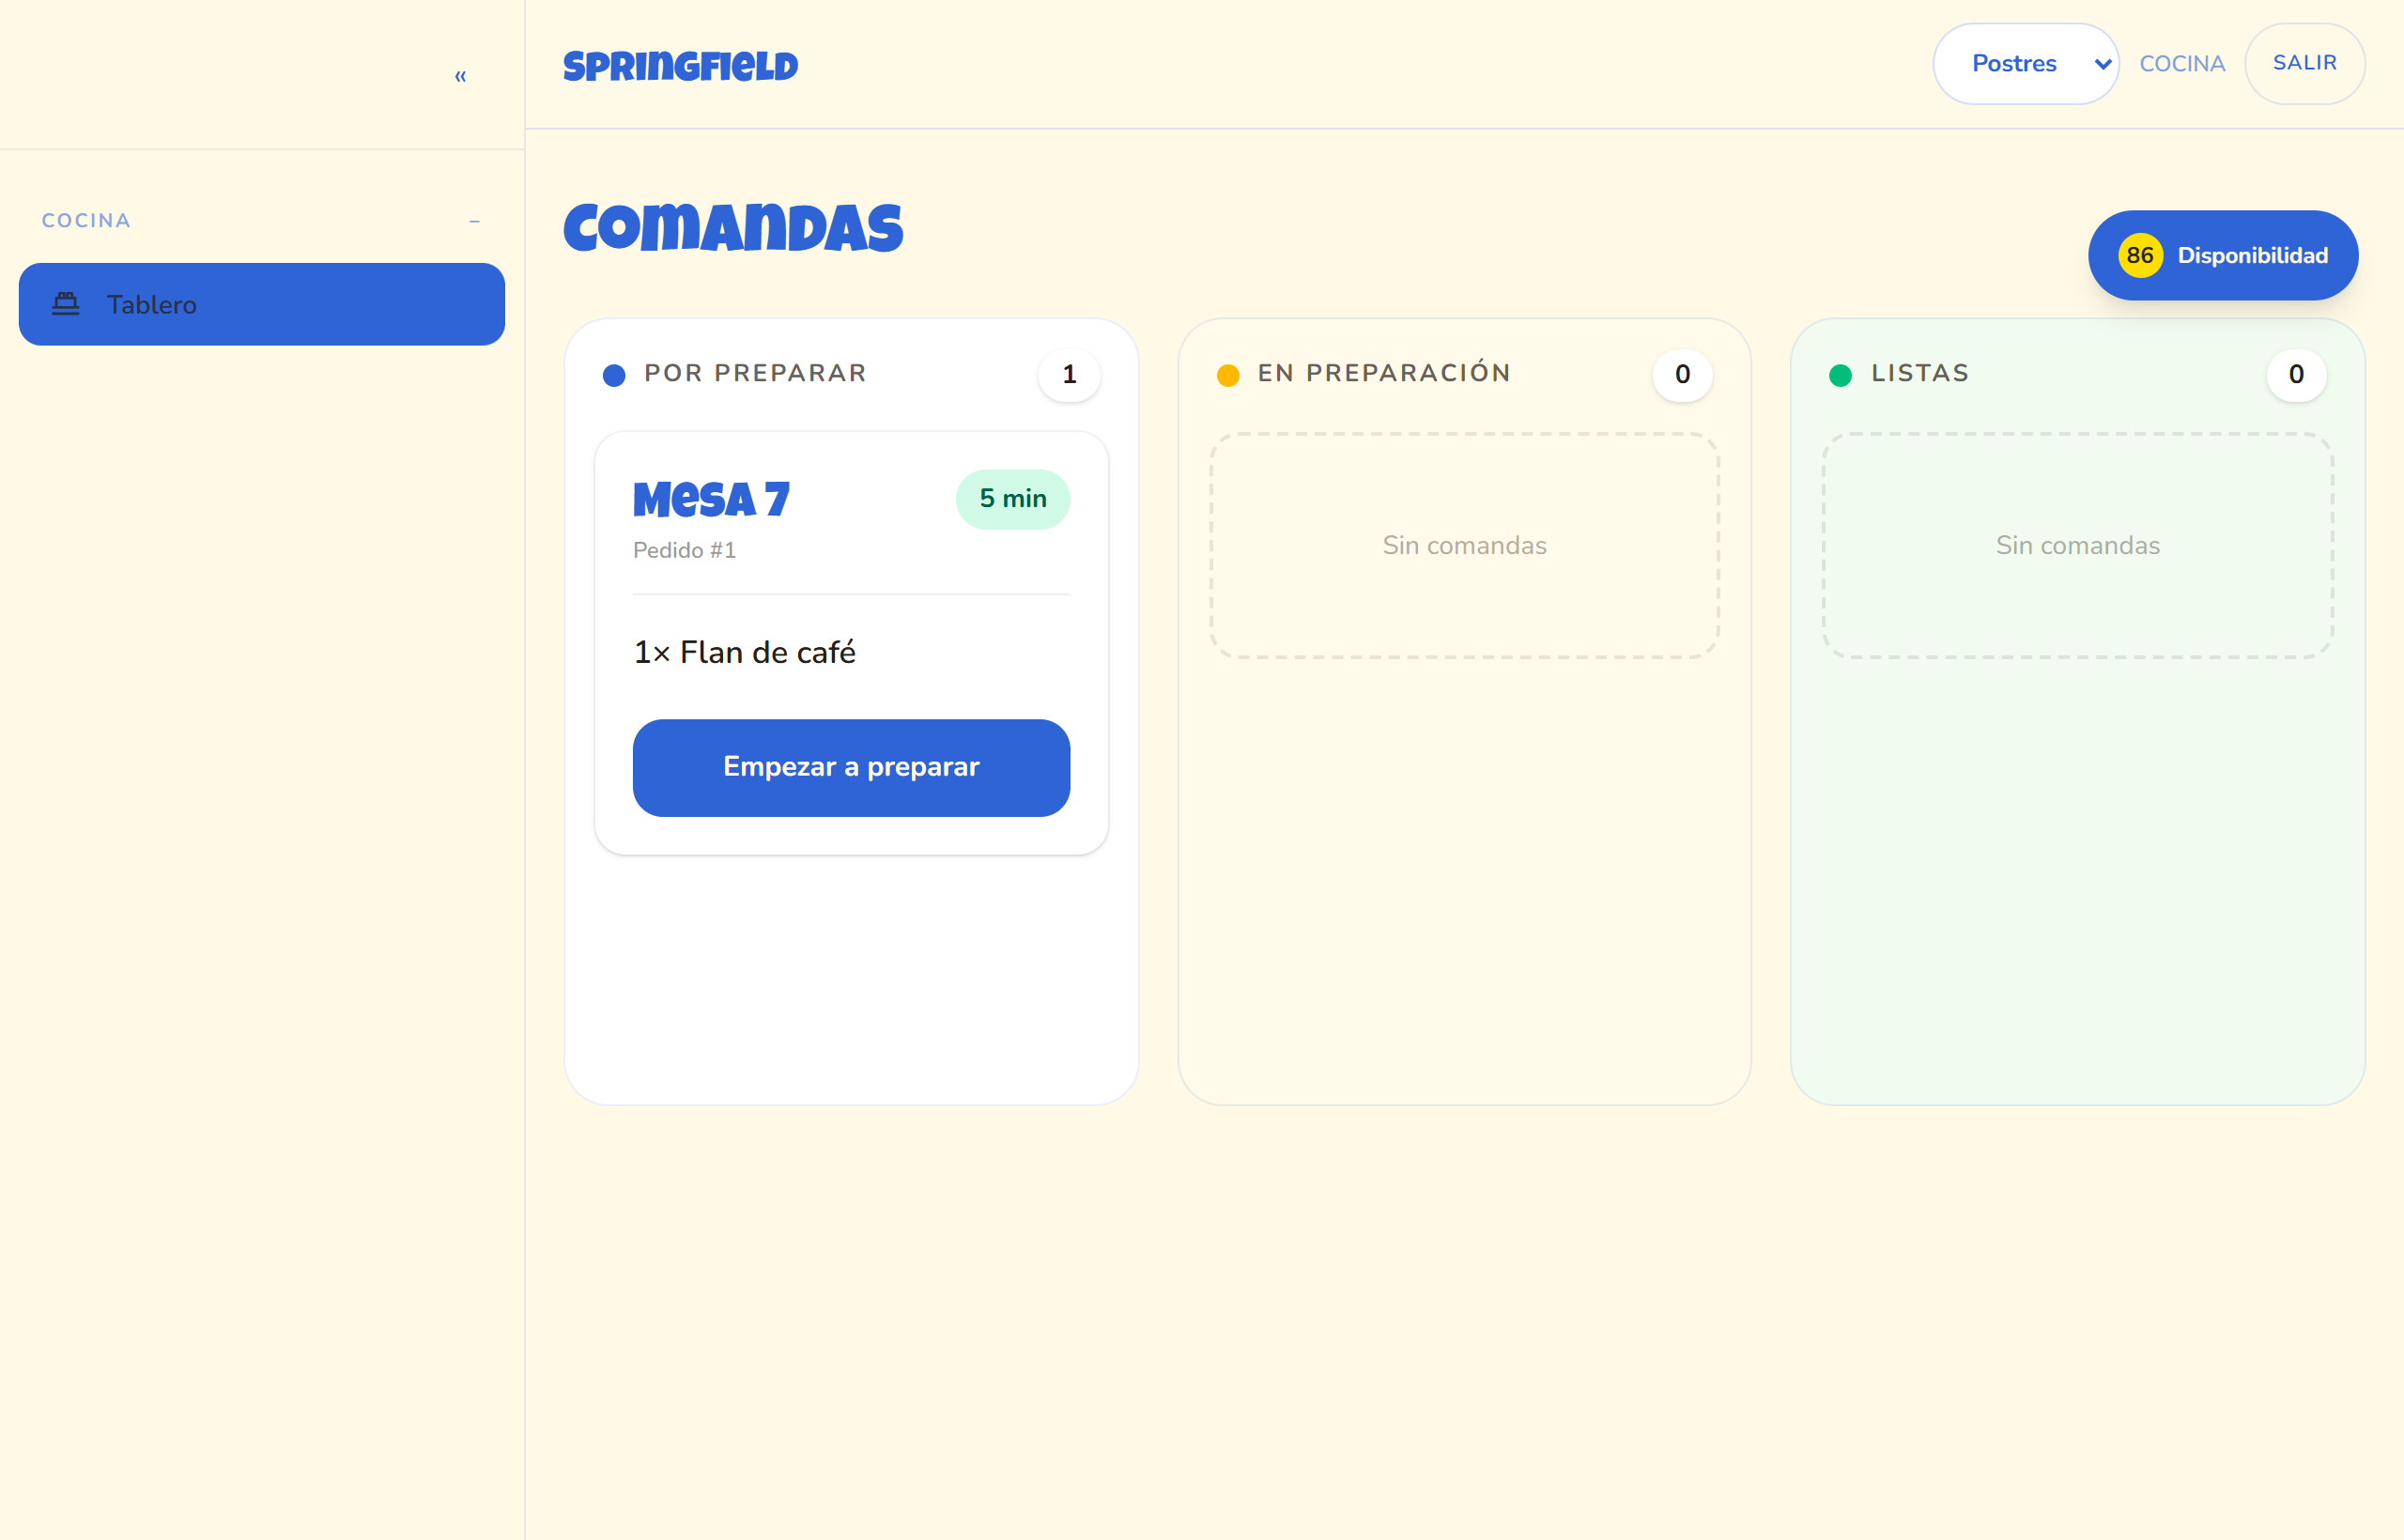 «
SPRINGFIELD
Postres
COCINA
SALIR
COCINA
–
Tablero
COMANDAS
86 Disponibilidad
POR PREPARAR 1
Mesa 7
5 min
Pedido #1
1× Flan de café
Empezar a preparar
EN PREPARACIÓN 0
Sin comandas
LISTAS 0
Sin comandas